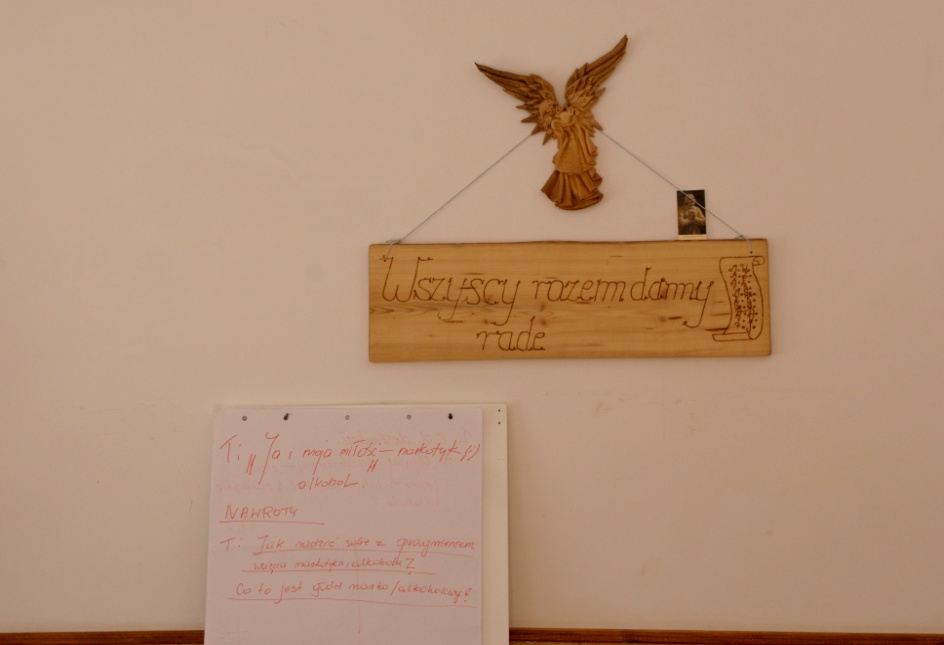 Wszyscy razem damy
rade
T: „Ja i moja miłość" – narkotyk (i)
alkohol.
NAWROTY
T: Jak radzić sobie z pragnieniem
wzięcia narkotyku i alkoholu?
Co to jest głód narko/alkoholowy?